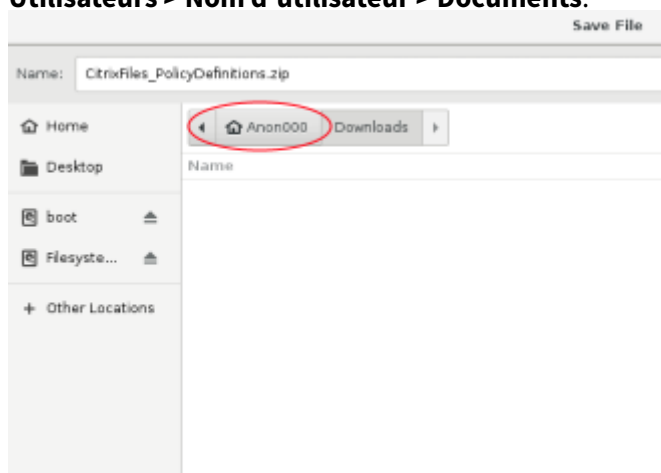 Utilisateurs > Nom d'utilisateur > Documents.
Save File
Name: CitrixFiles_PolicyDefinitions.zip
Home
Anon000 Downloads
Desktop
Name
boot
Filesyste...
+ Other Locations